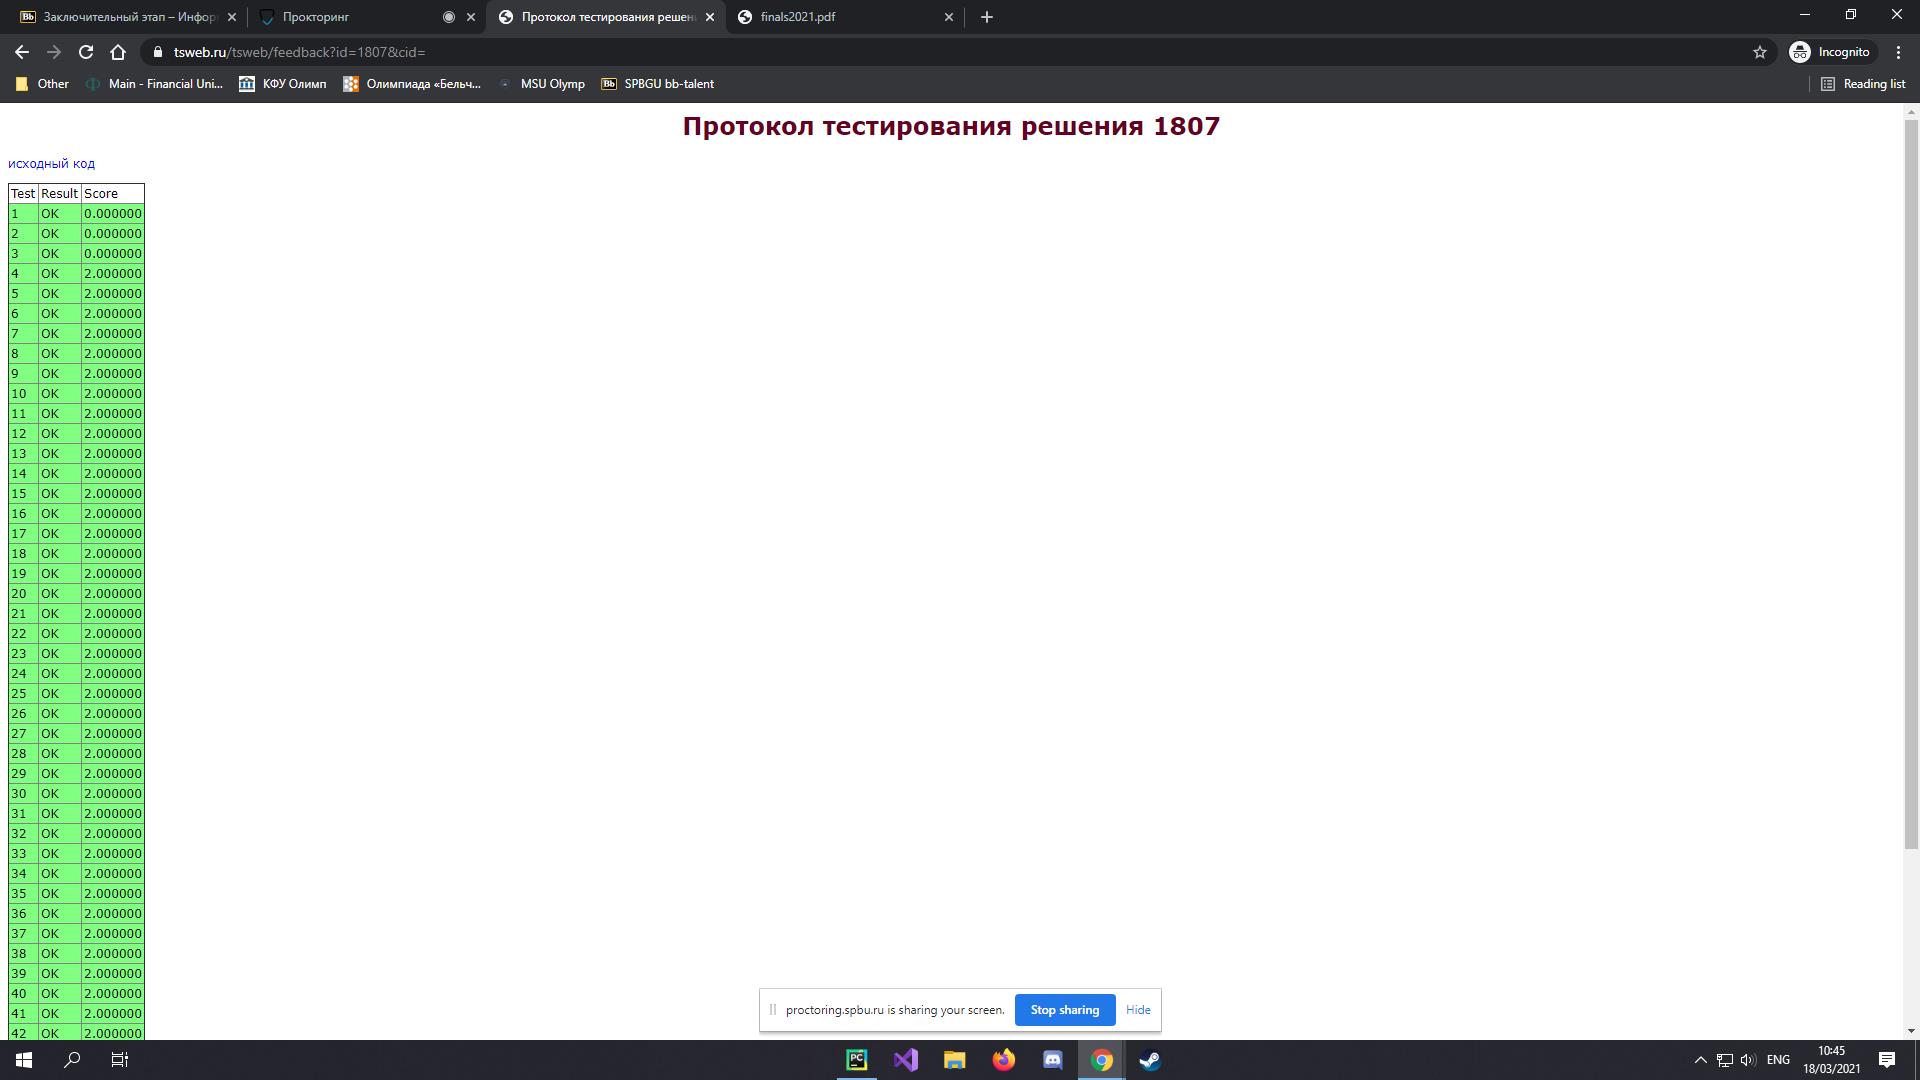 Заключительный этап – Инфор
Прокторинг
Протокол тестирования решен
finals2021.pdf
tsweb.ru/tsweb/feedback?id=1807&cid=
Incognito
Other
Main - Financial Uni...
КФУ Олимп
Олимпиада «Бельч...
MSU Olymp
SPBGU bb-talent
Reading list
Протокол тестирования решения 1807
исходный код
Test Result Score
1 OK 0.000000
2 OK 0.000000
3 OK 0.000000
4 OK 2.000000
5 OK 2.000000
6 OK 2.000000
7 OK 2.000000
8 OK 2.000000
9 OK 2.000000
10 OK 2.000000
11 OK 2.000000
12 OK 2.000000
13 OK 2.000000
14 OK 2.000000
15 OK 2.000000
16 OK 2.000000
17 OK 2.000000
18 OK 2.000000
19 OK 2.000000
20 OK 2.000000
21 OK 2.000000
22 OK 2.000000
23 OK 2.000000
24 OK 2.000000
25 OK 2.000000
26 OK 2.000000
27 OK 2.000000
28 OK 2.000000
29 OK 2.000000
30 OK 2.000000
31 OK 2.000000
32 OK 2.000000
33 OK 2.000000
34 OK 2.000000
35 OK 2.000000
36 OK 2.000000
37 OK 2.000000
38 OK 2.000000
39 OK 2.000000
40 OK 2.000000
41 OK 2.000000
42 OK 2.000000
proctoring.spbu.ru is sharing your screen.
Stop sharing
Hide
ENG
10:45
18/03/2021